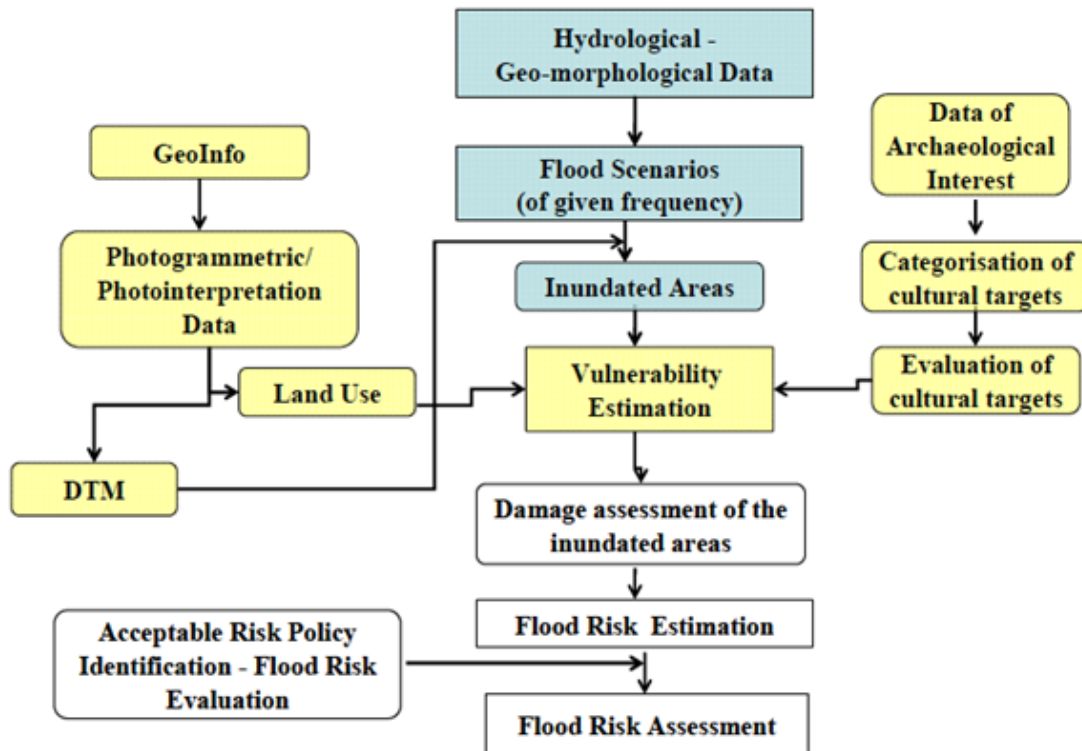 Hydrological -
Geo-morphological Data
Data of
Archaeological
Interest
GeoInfo
Flood Scenarios
(of given frequency)
Photogrammetric/
Photointerpretation
Data
Categorisation of
cultural targets
Inundated Areas
Land Use
Vulnerability
Estimation
Evaluation of
cultural targets
DTM
Damage assessment of the
inundated areas
Flood Risk Estimation
Acceptable Risk Policy
Identification - Flood Risk
Evaluation
Flood Risk Assessment